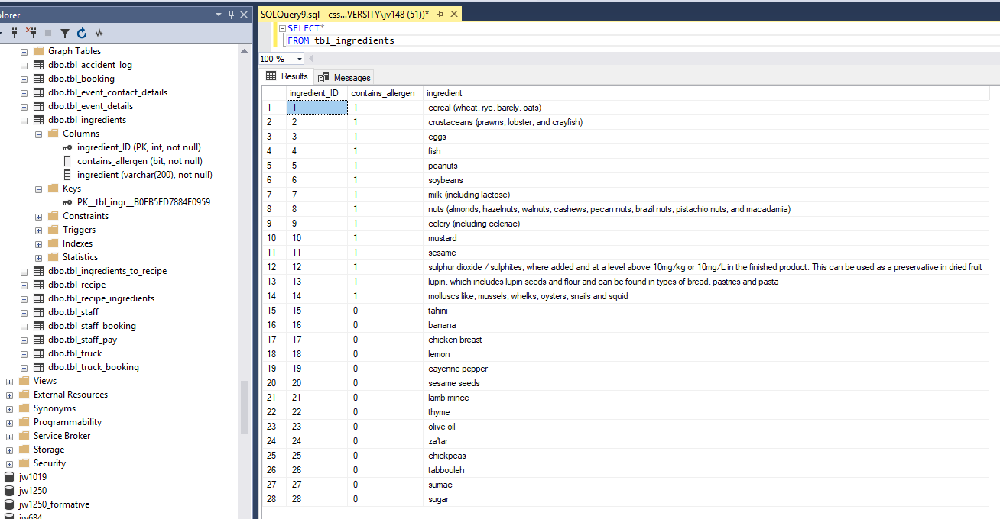 plorer
Graph Tables
dbo.tbl_accident_log
dbo.tbl_booking
dbo.tbl_event_contact_details
dbo.tbl_event_details
dbo.tbl_ingredients
Columns
ingredient_ID (PK, int, not null)
contains_allergen (bit, not null)
ingredient (varchar(200), not null)
Keys
PK__tbl_ingr__B0FB5FD7884E0959
Constraints
Triggers
Indexes
Statistics
dbo.tbl_ingredients_to_recipe
dbo.tbl_recipe
dbo.tbl_recipe_ingredients
dbo.tbl_staff
dbo.tbl_staff_booking
dbo.tbl_staff_pay
dbo.tbl_truck
dbo.tbl_truck_booking
Views
External Resources
Synonyms
Programmability
Service Broker
Storage
Security
jw1019
jw1250
jw1250_formative
jw684
SQLQuery9.sql - css...VERSITY\jv148 (51))*
SELECT*
FROM tbl_ingredients
100 %
Results Messages
ingredient_ID contains_allergen ingredient
1 1 1 cereal (wheat, rye, barely, oats)
2 2 1 crustaceans (prawns, lobster, and crayfish)
3 3 1 eggs
4 4 1 fish
5 5 1 peanuts
6 6 1 soybeans
7 7 1 milk (including lactose)
8 8 1 nuts (almonds, hazelnuts, walnuts, cashews, pecan nuts, brazil nuts, pistachio nuts, and macadamia)
9 9 1 celery (including celeriac)
10 10 1 mustard
11 11 1 sesame
12 12 1 sulphur dioxide / sulphites, where added and at a level above 10mg/kg or 10mg/L in the finished product. This can be used as a preservative in dried fruit
13 13 1 lupin, which includes lupin seeds and flour and can be found in types of bread, pastries and pasta
14 14 1 molluscs like, mussels, whelks, oysters, snails and squid
15 15 0 tahini
16 16 0 banana
17 17 0 chicken breast
18 18 0 lemon
19 19 0 cayenne pepper
20 20 0 sesame seeds
21 21 0 lamb mince
22 22 0 thyme
23 23 0 olive oil
24 24 0 za'tar
25 25 0 chickpeas
26 26 0 tabbouleh
27 27 0 sumac
28 28 0 sugar